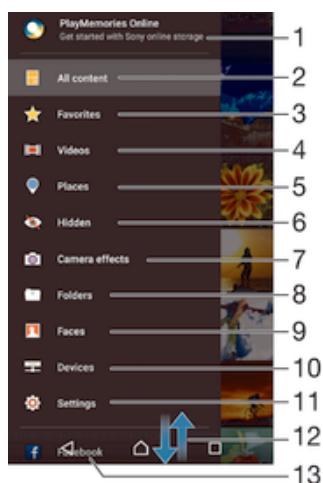 PlayMemories Online
Get started with Sony online storage
1
All content
2
Favorites
3
Videos
4
Places
5
Hidden
6
Camera effects
7
Folders
8
Faces
9
Devices
10
Settings
11
12
f Facebook
13